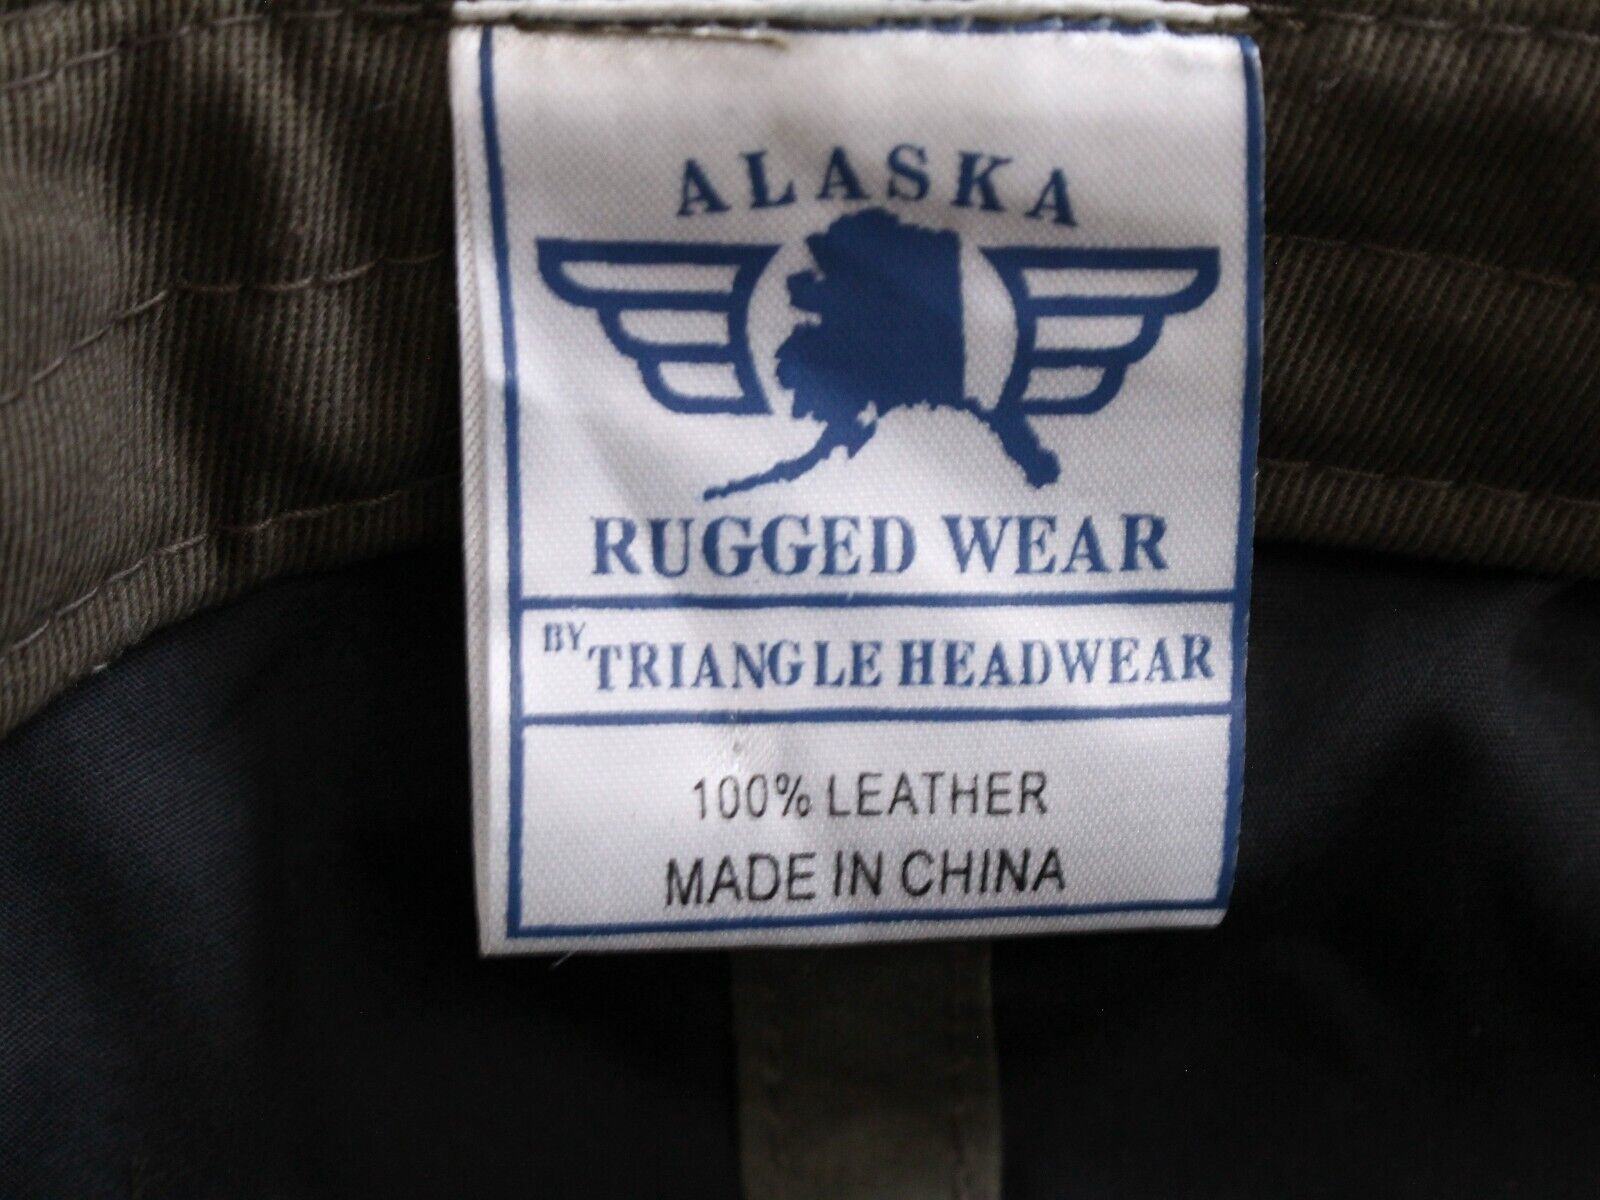 ALASKA
RUGGED WEAR
BY TRIANGLE HEADWEAR
100% LEATHER
MADE IN CHINA